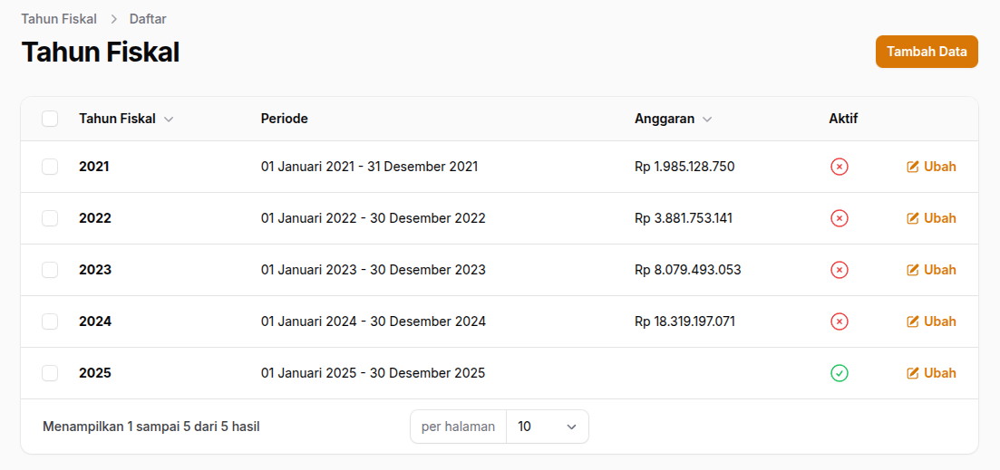 Tahun Fiskal > Daftar
Tahun Fiskal
Tambah Data
Tahun Fiskal Periode Anggaran Aktif
2021 01 Januari 2021 - 31 Desember 2021 Rp 1.985.128.750 Ubah
2022 01 Januari 2022 - 30 Desember 2022 Rp 3.881.753.141 Ubah
2023 01 Januari 2023 - 30 Desember 2023 Rp 8.079.493.053 Ubah
2024 01 Januari 2024 - 30 Desember 2024 Rp 18.319.197.071 Ubah
2025 01 Januari 2025 - 30 Desember 2025 Ubah
Menampilkan 1 sampai 5 dari 5 hasil per halaman 10